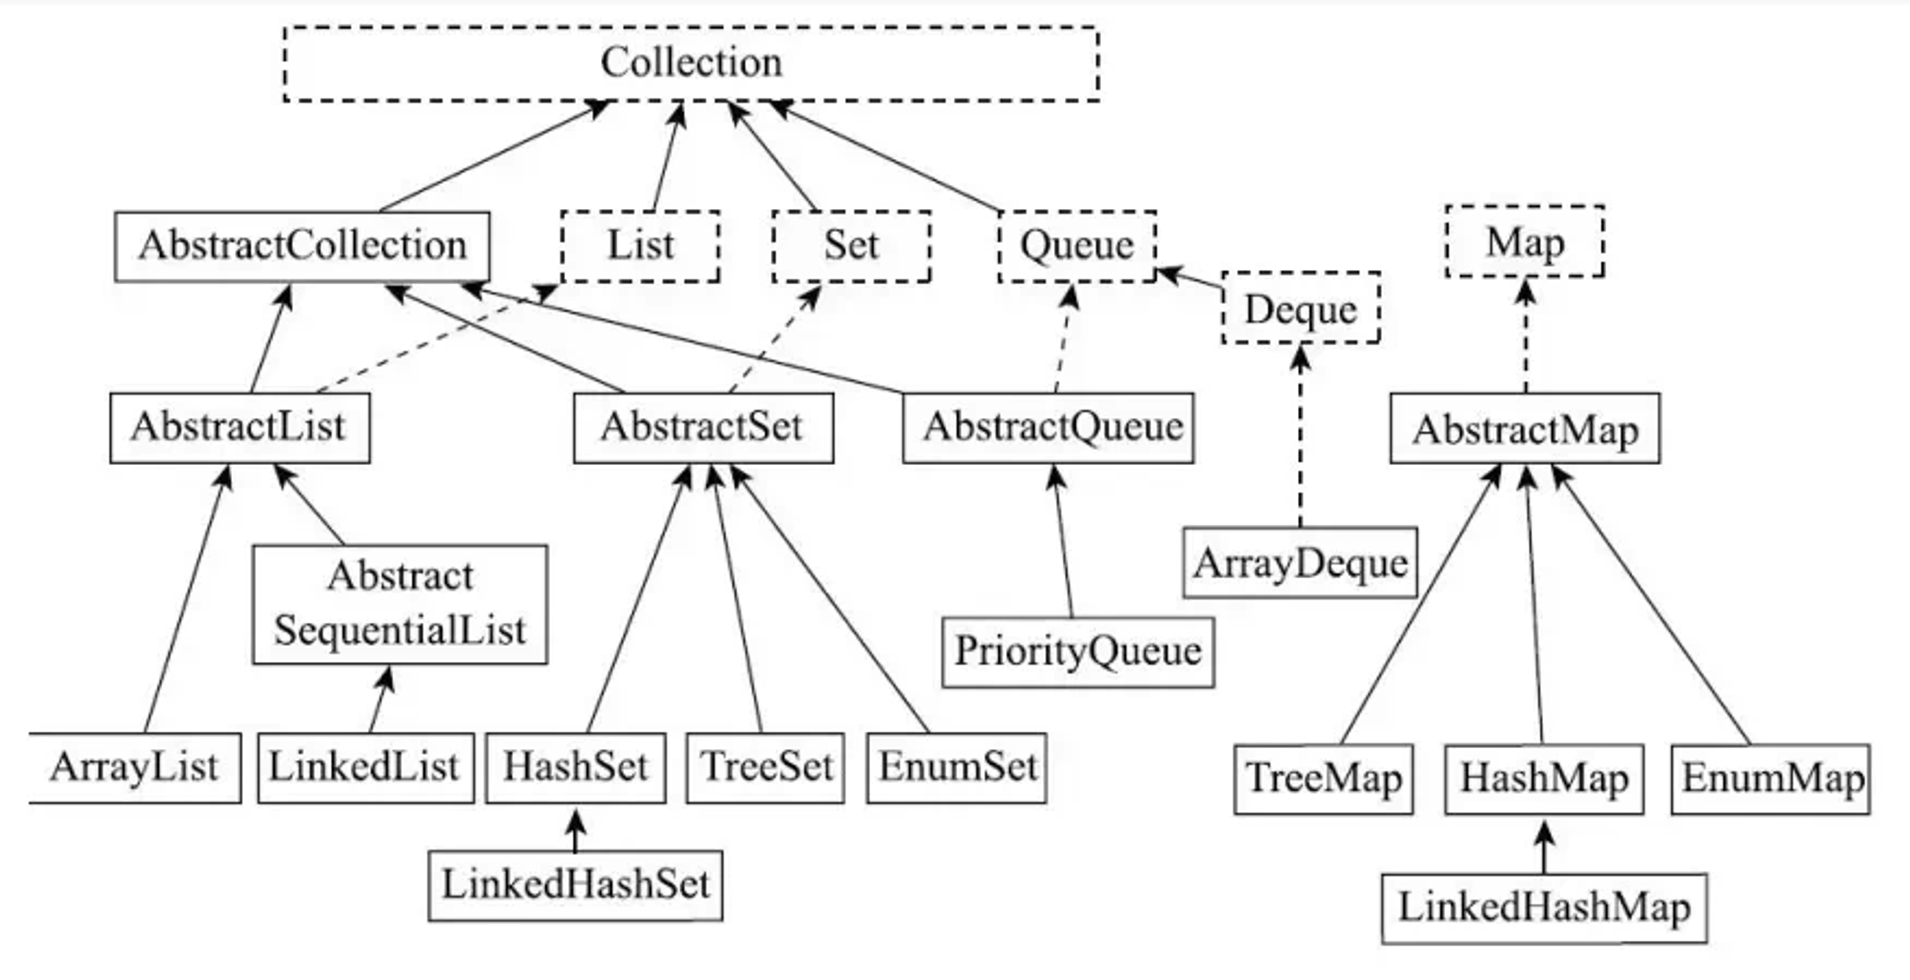 Collection
AbstractCollection
List
Set
Queue
Map
Deque
AbstractList
AbstractSet
AbstractQueue
AbstractMap
Abstract
SequentialList
ArrayDeque
PriorityQueue
ArrayList
LinkedList
HashSet
TreeSet
EnumSet
TreeMap
HashMap
EnumMap
LinkedHashSet
LinkedHashMap